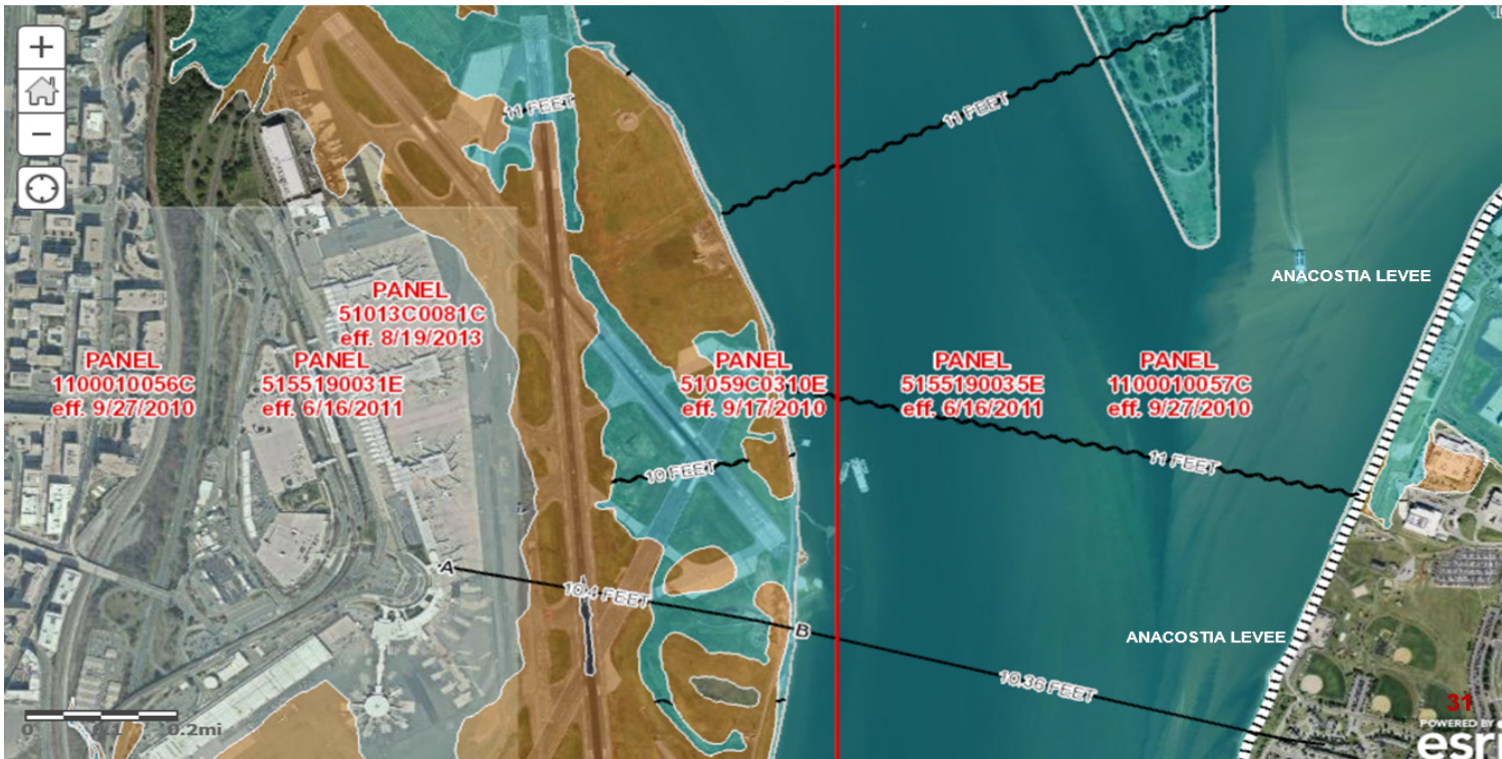 +
−
11 FEET
11 FEET
ANACOSTIA LEVEE
PANEL
51013C0081C
eff. 8/19/2013
PANEL
1100010056C
eff. 9/27/2010
PANEL
5155190031E
eff. 6/16/2011
PANEL
51059C0310E
eff. 9/17/2010
PANEL
5155190035E
eff. 6/16/2011
PANEL
1100010057C
eff. 9/27/2010
10 FEET
11 FEET
A
10.4 FEET
B
ANACOSTIA LEVEE
10.36 FEET
31
0 0.1 0.2mi
POWERED BY
esri